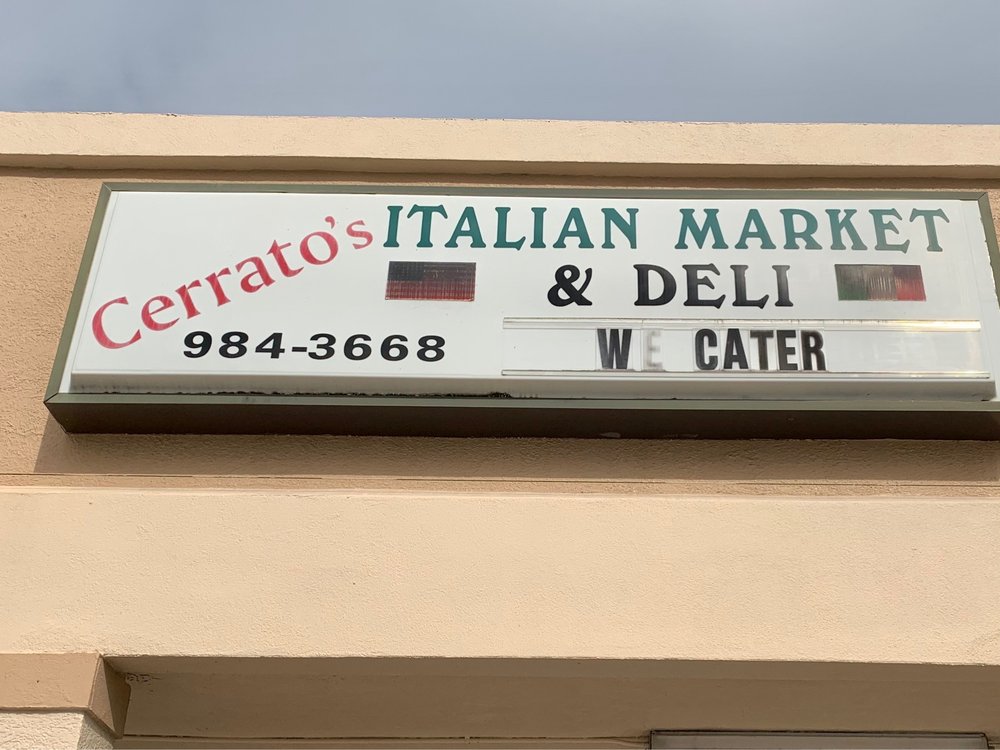 Cerrato's
ITALIAN MARKET
& DELI
984-3668
WE CATER